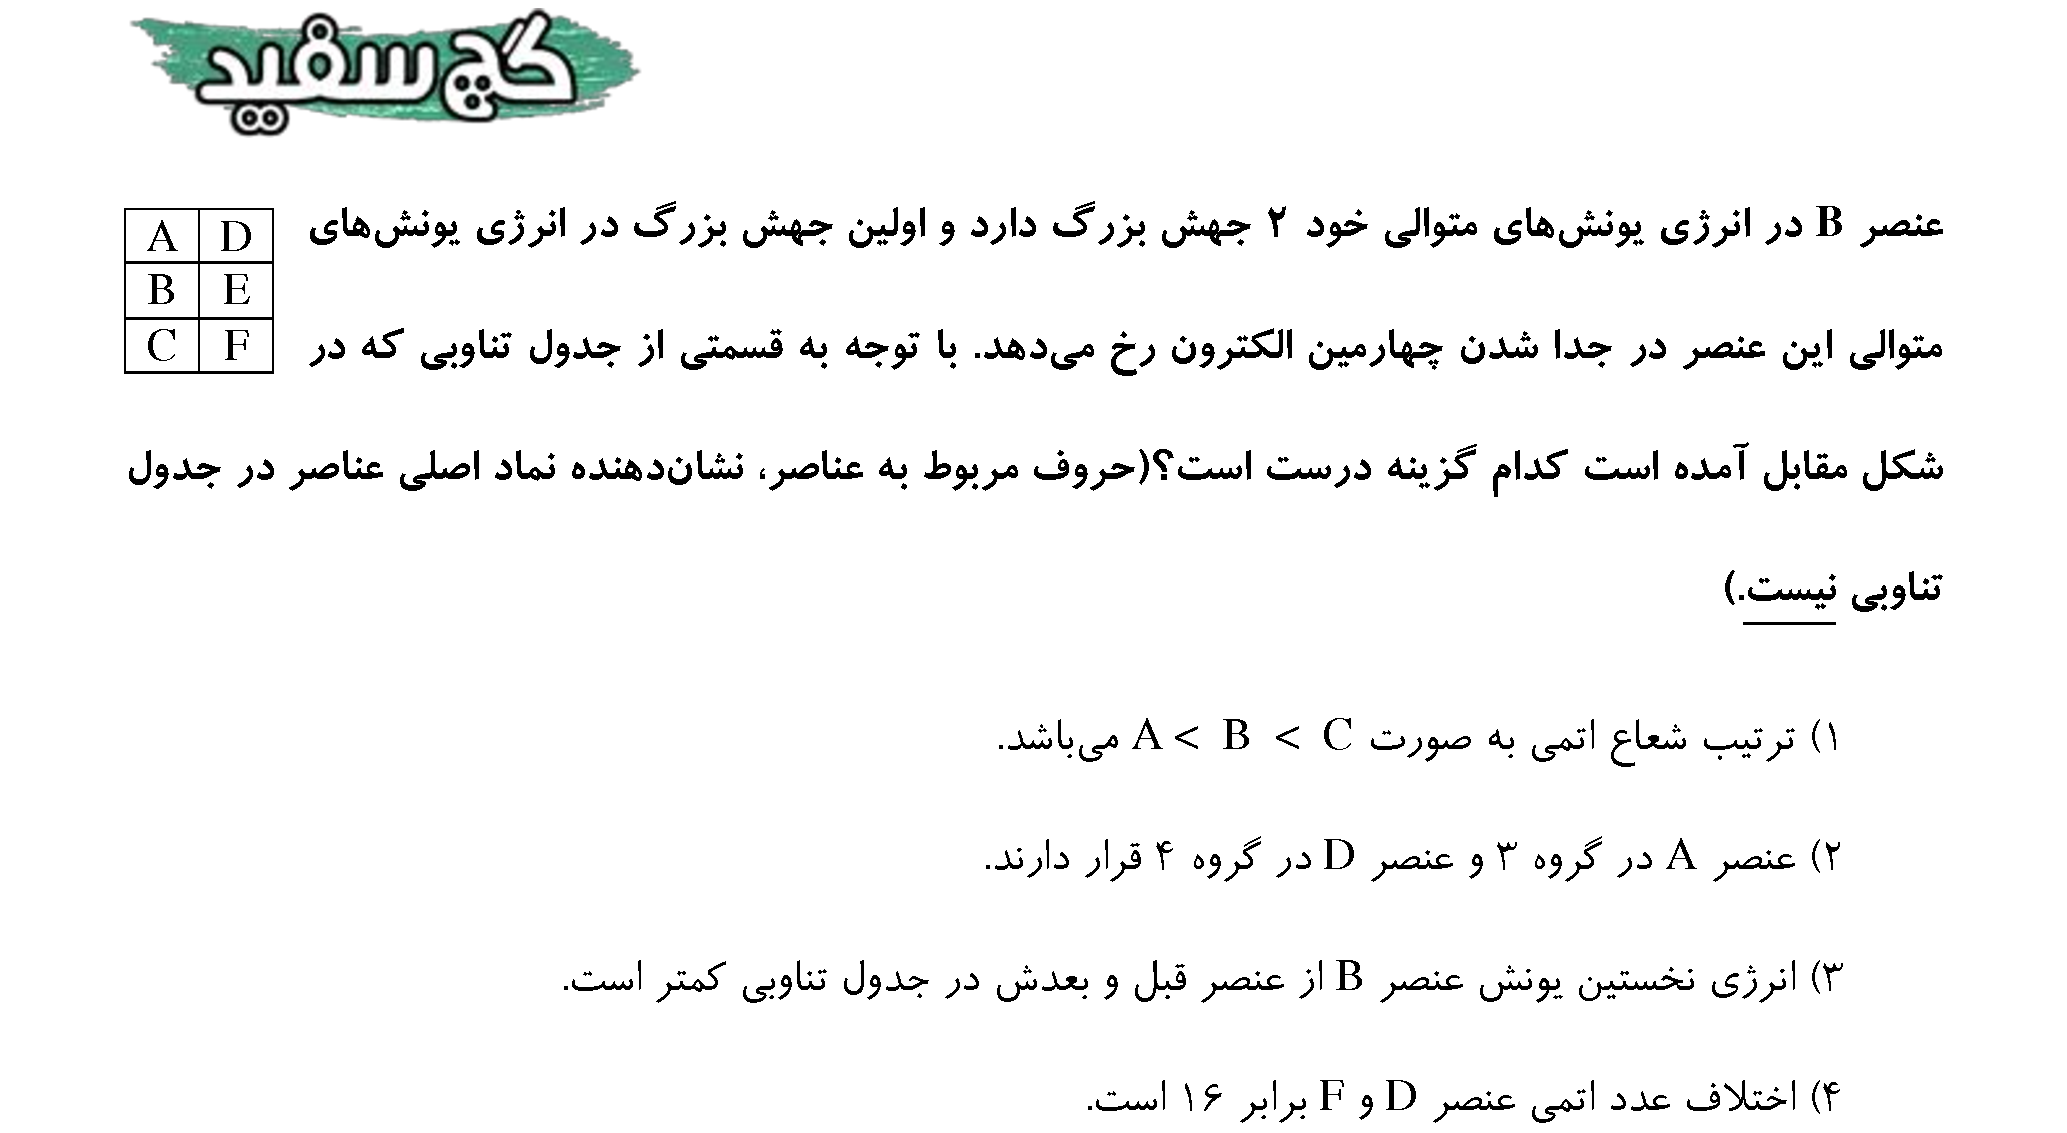 گچ سفید
عنصر B در انرژی یونش‌های متوالی خود ۲ جهش بزرگ دارد و اولین جهش بزرگ در انرژی یونش‌های
متوالی این عنصر در جدا شدن چهارمین الکترون رخ می‌دهد. با توجه به قسمتی از جدول تناوبی که در
شکل مقابل آمده است کدام گزینه درست است؟(حروف مربوط به عناصر، نشان‌دهنده نماد اصلی عناصر در جدول
تناوبی نیست.)
A D
B E
C F
۱) ترتیب شعاع اتمی به صورت A < B < C می‌باشد.
۲) عنصر A در گروه ۳ و عنصر D در گروه ۴ قرار دارند.
۳) انرژی نخستین یونش عنصر B از عنصر قبل و بعدش در جدول تناوبی کمتر است.
۴) اختلاف عدد اتمی عنصر D و F برابر ۱۶ است.